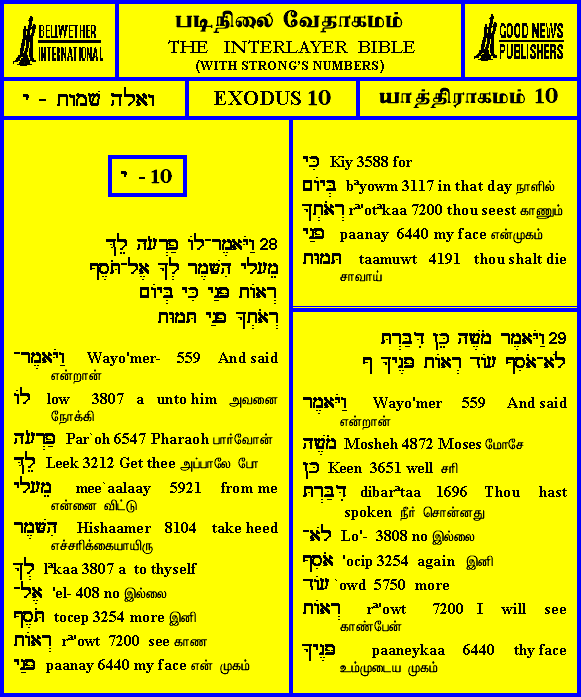 BELLWETHER
INTERNATIONAL
படிநிலை வேதாகமம்
THE INTERLAYER BIBLE
(WITH STRONG'S NUMBERS)
GOOD NEWS
PUBLISHERS
ואלה שמות - י
EXODUS 10
யாத்திராகமம் 10
י - 10
28 וַיֹּאמֶר־לוֹ פַרְעֹה לֵךְ
מֵעָלָי הִשָּׁמֶר לְךָ אַל־תֹּסֶף
רְאוֹת פָּנַי כִּי בְּיוֹם
רְאֹתְךָ פָנַי תָּמוּת
וַיֹּאמֶר־ Wayo'mer- 559 And said
என்றான்
לוֹ low 3807 a unto him அவனை
நோக்கி
פַרְעֹה Par`oh 6547 Pharaoh பார்வோன்
לֵךְ Leek 3212 Get thee அப்பாலே போ
מֵעָלָי mee`aalaay 5921 from me
என்னை விட்டு
הִשָּׁמֶר Hishaamer 8104 take heed
எச்சரிக்கையாயிரு
לְךָ lªkaa 3807 a to thyself
אַל־ 'el- 408 no இல்லை
תֹּסֶף tocep 3254 more இனி
רְאוֹת rª'owt 7200 see காண
פָּנַי paanay 6440 my face என் முகம்
כִּי Kiy 3588 for
בְּיוֹם bªyowm 3117 in that day நாளில்
רְאֹתְךָ rª'otªkaa 7200 thou seest காணும்
פָנַי paanay 6440 my face என்முகம்
תָּמוּת taamuwt 4191 thou shalt die
சாவாய்
29 וַיֹּאמֶר מֹשֶׁה כֵּן דִּבַּרְתָּ
לֹא־אֹסִף עוֹד רְאוֹת פָּנֶיךָ ף
וַיֹּאמֶר Wayo'mer 559 And said
என்றான்
מֹשֶׁה Mosheh 4872 Moses மோசே
כֵּן Keen 3651 well சரி
דִּבַּרְתָּ dibarªtaa 1696 Thou hast
spoken நீர் சொன்னது
לֹא־ Lo'- 3808 no இல்லை
אֹסִף 'ocip 3254 again இனி
עוֹד `owd 5750 more
רְאוֹת rª'owt 7200 I will see
காண்பேன்
פָּנֶיךָ paaneykaa 6440 thy face
உம்முடைய முகம்